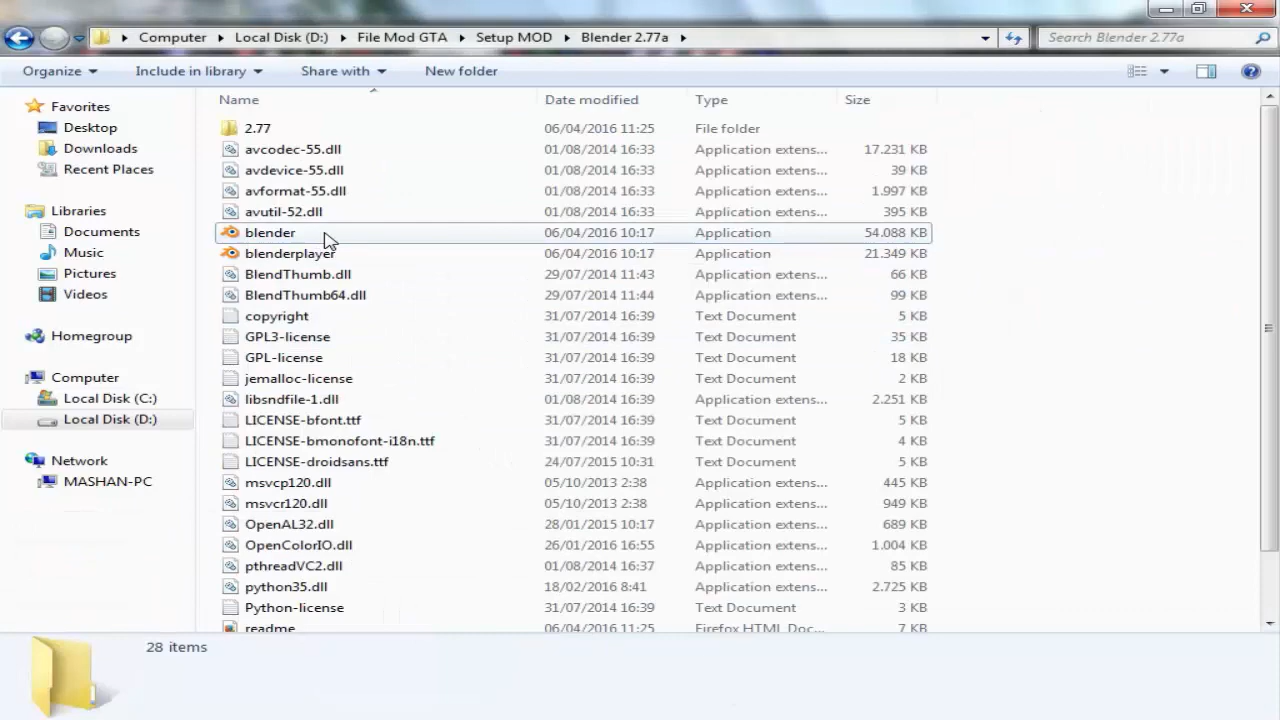 Computer Local Disk (D:) File Mod GTA Setup MOD Blender 2.77a Search Blender 2.77a
Organize Include in library Share with New folder
Name Date modified Type Size
Favorites
Desktop
Downloads
Recent Places
Libraries
Documents
Music
Pictures
Videos
Homegroup
Computer
Local Disk (C:)
Local Disk (D:)
Network
MASHAN-PC
2.77 06/04/2016 11:25 File folder
avcodec-55.dll 01/08/2014 16:33 Application extens... 17.231 KB
avdevice-55.dll 01/08/2014 16:33 Application extens... 39 KB
avformat-55.dll 01/08/2014 16:33 Application extens... 1.997 KB
avutil-52.dll 01/08/2014 16:33 Application extens... 395 KB
blender 06/04/2016 10:17 Application 54.088 KB
blenderplayer 06/04/2016 10:17 Application 21.349 KB
BlendThumb.dll 29/07/2014 11:43 Application extens... 66 KB
BlendThumb64.dll 29/07/2014 11:44 Application extens... 99 KB
copyright 31/07/2014 16:39 Text Document 5 KB
GPL3-license 31/07/2014 16:39 Text Document 35 KB
GPL-license 31/07/2014 16:39 Text Document 18 KB
jemalloc-license 31/07/2014 16:39 Text Document 2 KB
libsndfile-1.dll 01/08/2014 16:39 Application extens... 2.251 KB
LICENSE-bfont.ttf 31/07/2014 16:39 Text Document 5 KB
LICENSE-bmonofont-i18n.ttf 31/07/2014 16:39 Text Document 4 KB
LICENSE-droidsans.ttf 24/07/2015 10:31 Text Document 5 KB
msvcp120.dll 05/10/2013 2:38 Application extens... 445 KB
msvcr120.dll 05/10/2013 2:38 Application extens... 949 KB
OpenAL32.dll 28/01/2015 10:17 Application extens... 689 KB
OpenColorIO.dll 26/01/2016 16:55 Application extens... 1.004 KB
pthreadVC2.dll 01/08/2014 16:37 Application extens... 85 KB
python35.dll 18/02/2016 8:41 Application extens... 2.725 KB
Python-license 31/07/2014 16:39 Text Document 3 KB
readme 06/04/2016 11:25 Firefox HTML Doc... 7 KB
28 items